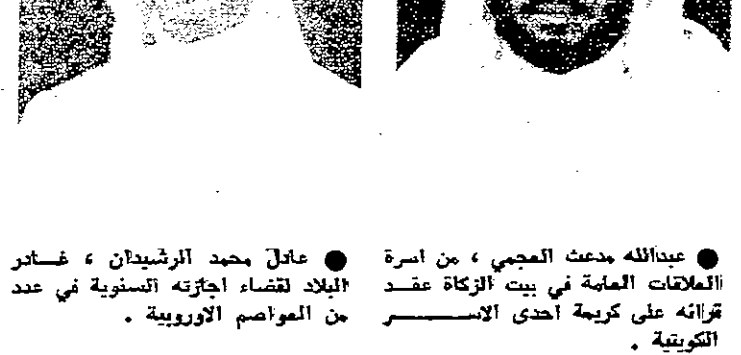 ● عبدالله مدعث العجمي ، من اسرة
العلاقات العامة في بيت الزكاة عقد
قرانه على كريمة احدى الاسر
الكويتية .
● عادل محمد الرشيدان ، غادر
البلاد لقضاء اجازته السنوية في عدد
من العواصم الاوروبية .